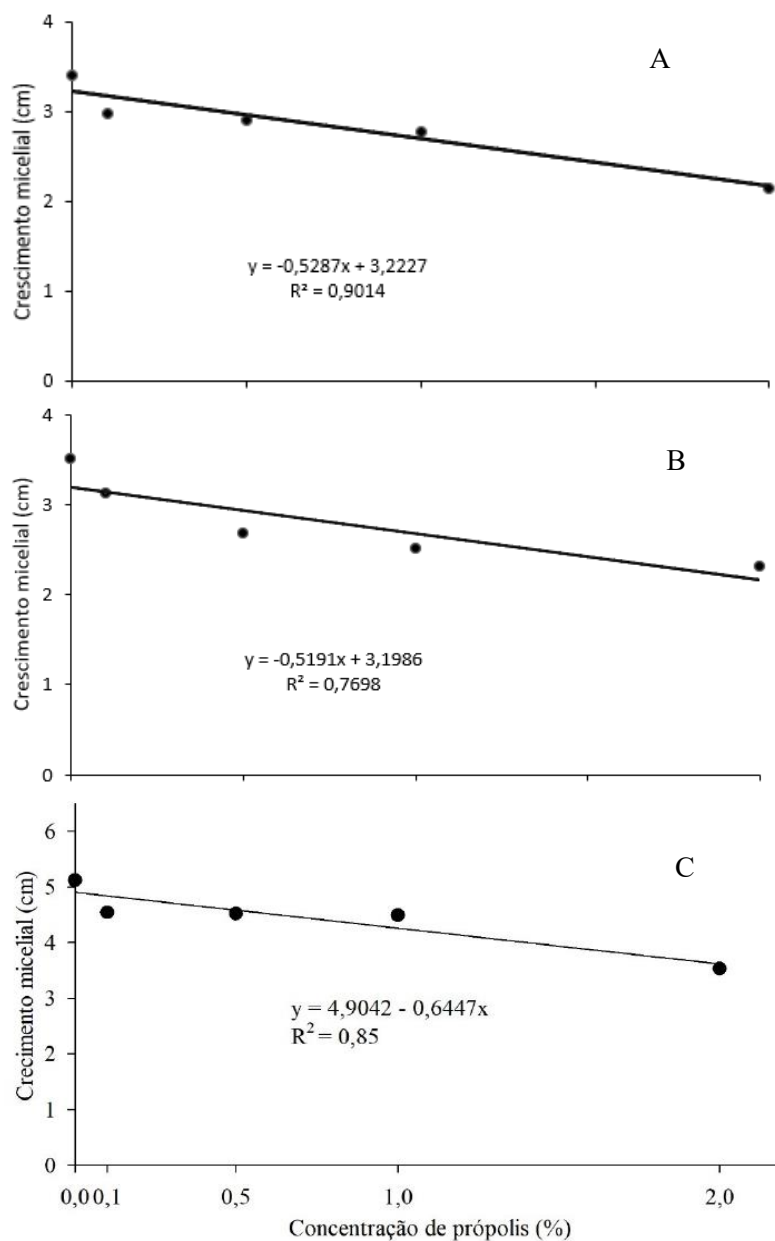 4
A
3
2
1
0
Crescimento micelial (cm)
y = -0,5287x + 3,2227
R² = 0,9014
4
B
3
2
1
0
Crescimento micelial (cm)
y = -0,5191x + 3,1986
R² = 0,7698
6
C
5
4
3
2
1
0
Crecimento micelial (cm)
y = 4,9042 - 0,6447x
R² = 0,85
0,0 0,1 0,5 1,0 2,0
Concentração de própolis (%)